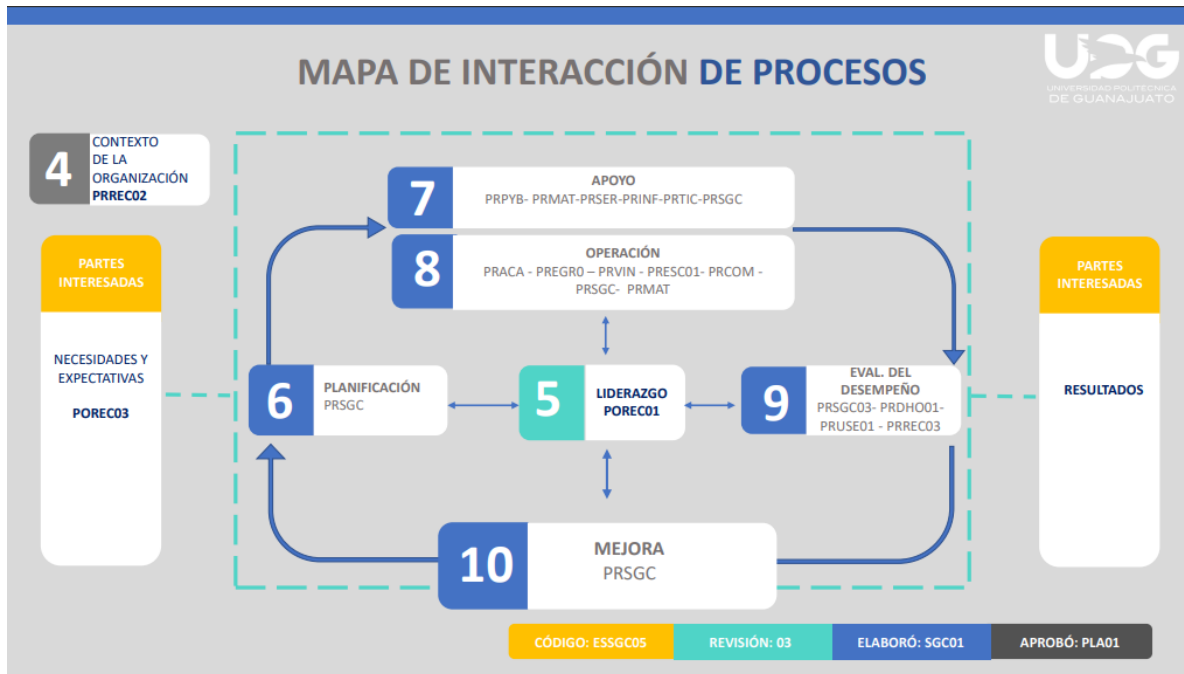 MAPA DE INTERACCIÓN DE PROCESOS
UPG
UNIVERSIDAD POLITÉCNICA
DE GUANAJUATO
4
CONTEXTO
DE LA
ORGANIZACIÓN
PRREC02
PARTES
INTERESADAS
NECESIDADES Y
EXPECTATIVAS
POREC03
7
APOYO
PRPYB- PRMAT-PRSER-PRINF-PRTIC-PRSGC
8
OPERACIÓN
PRACA - PREGR0 – PRVIN - PRESC01- PRCOM -
PRSGC- PRMAT
6
PLANIFICACIÓN
PRSGC
5
LIDERAZGO
POREC01
9
EVAL. DEL
DESEMPEÑO
PRSGC03- PRDHO01-
PRUSE01 - PRREC03
10
MEJORA
PRSGC
PARTES
INTERESADAS
RESULTADOS
CÓDIGO: ESSGC05
REVISIÓN: 03
ELABORÓ: SGC01
APROBÓ: PLA01